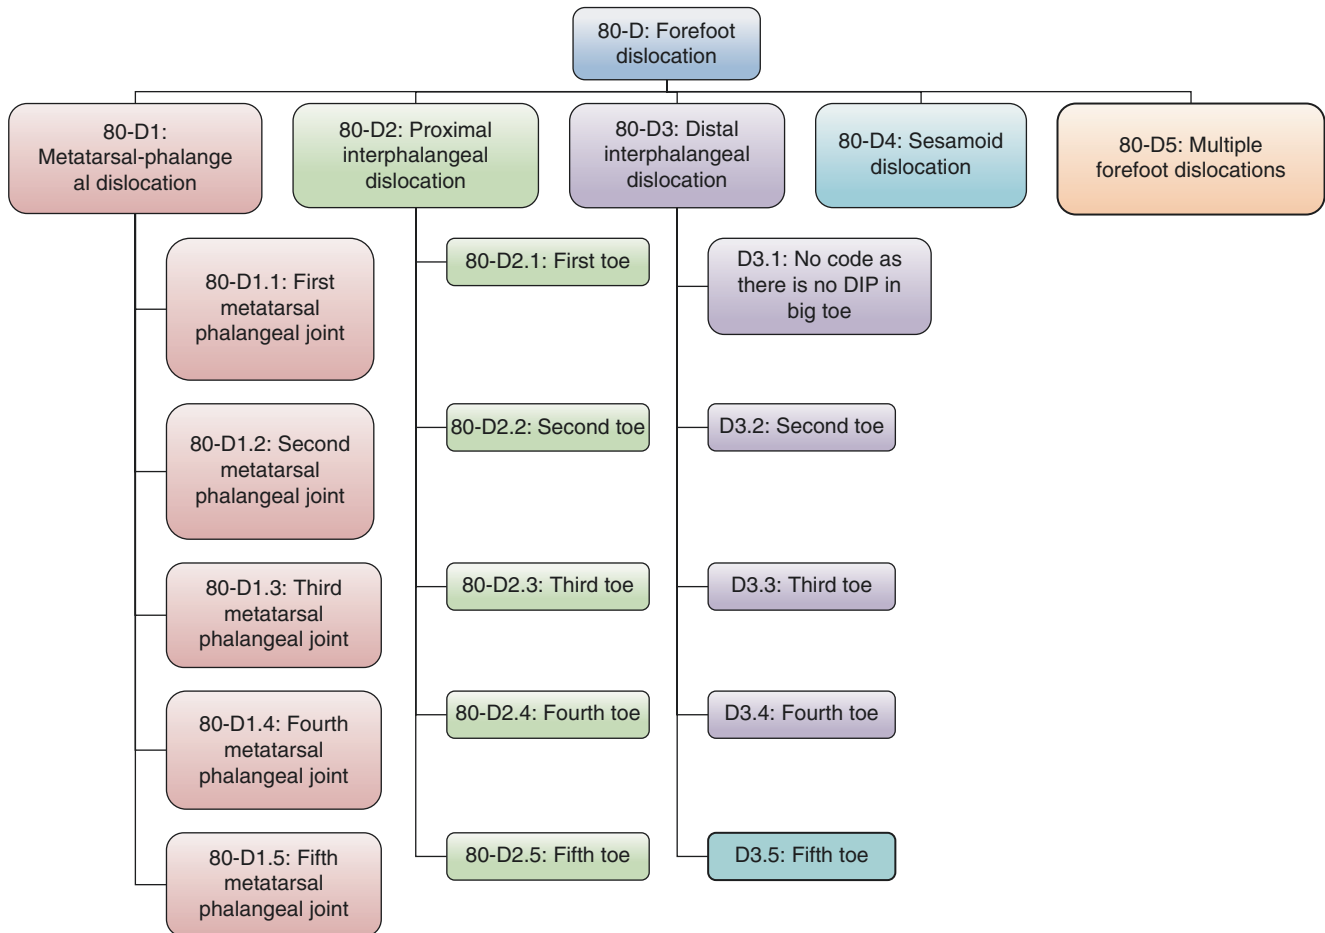 80-D: Forefoot
dislocation
80-D1:
Metatarsal-phalange
al dislocation
80-D2: Proximal
interphalangeal
dislocation
80-D3: Distal
interphalangeal
dislocation
80-D4: Sesamoid
dislocation
80-D5: Multiple
forefoot dislocations
80-D1.1: First
metatarsal
phalangeal joint
80-D2.1: First toe
D3.1: No code as
there is no DIP in
big toe
80-D1.2: Second
metatarsal
phalangeal joint
80-D2.2: Second toe
D3.2: Second toe
80-D1.3: Third
metatarsal
phalangeal joint
80-D2.3: Third toe
D3.3: Third toe
80-D1.4: Fourth
metatarsal
phalangeal joint
80-D2.4: Fourth toe
D3.4: Fourth toe
80-D1.5: Fifth
metatarsal
phalangeal joint
80-D2.5: Fifth toe
D3.5: Fifth toe